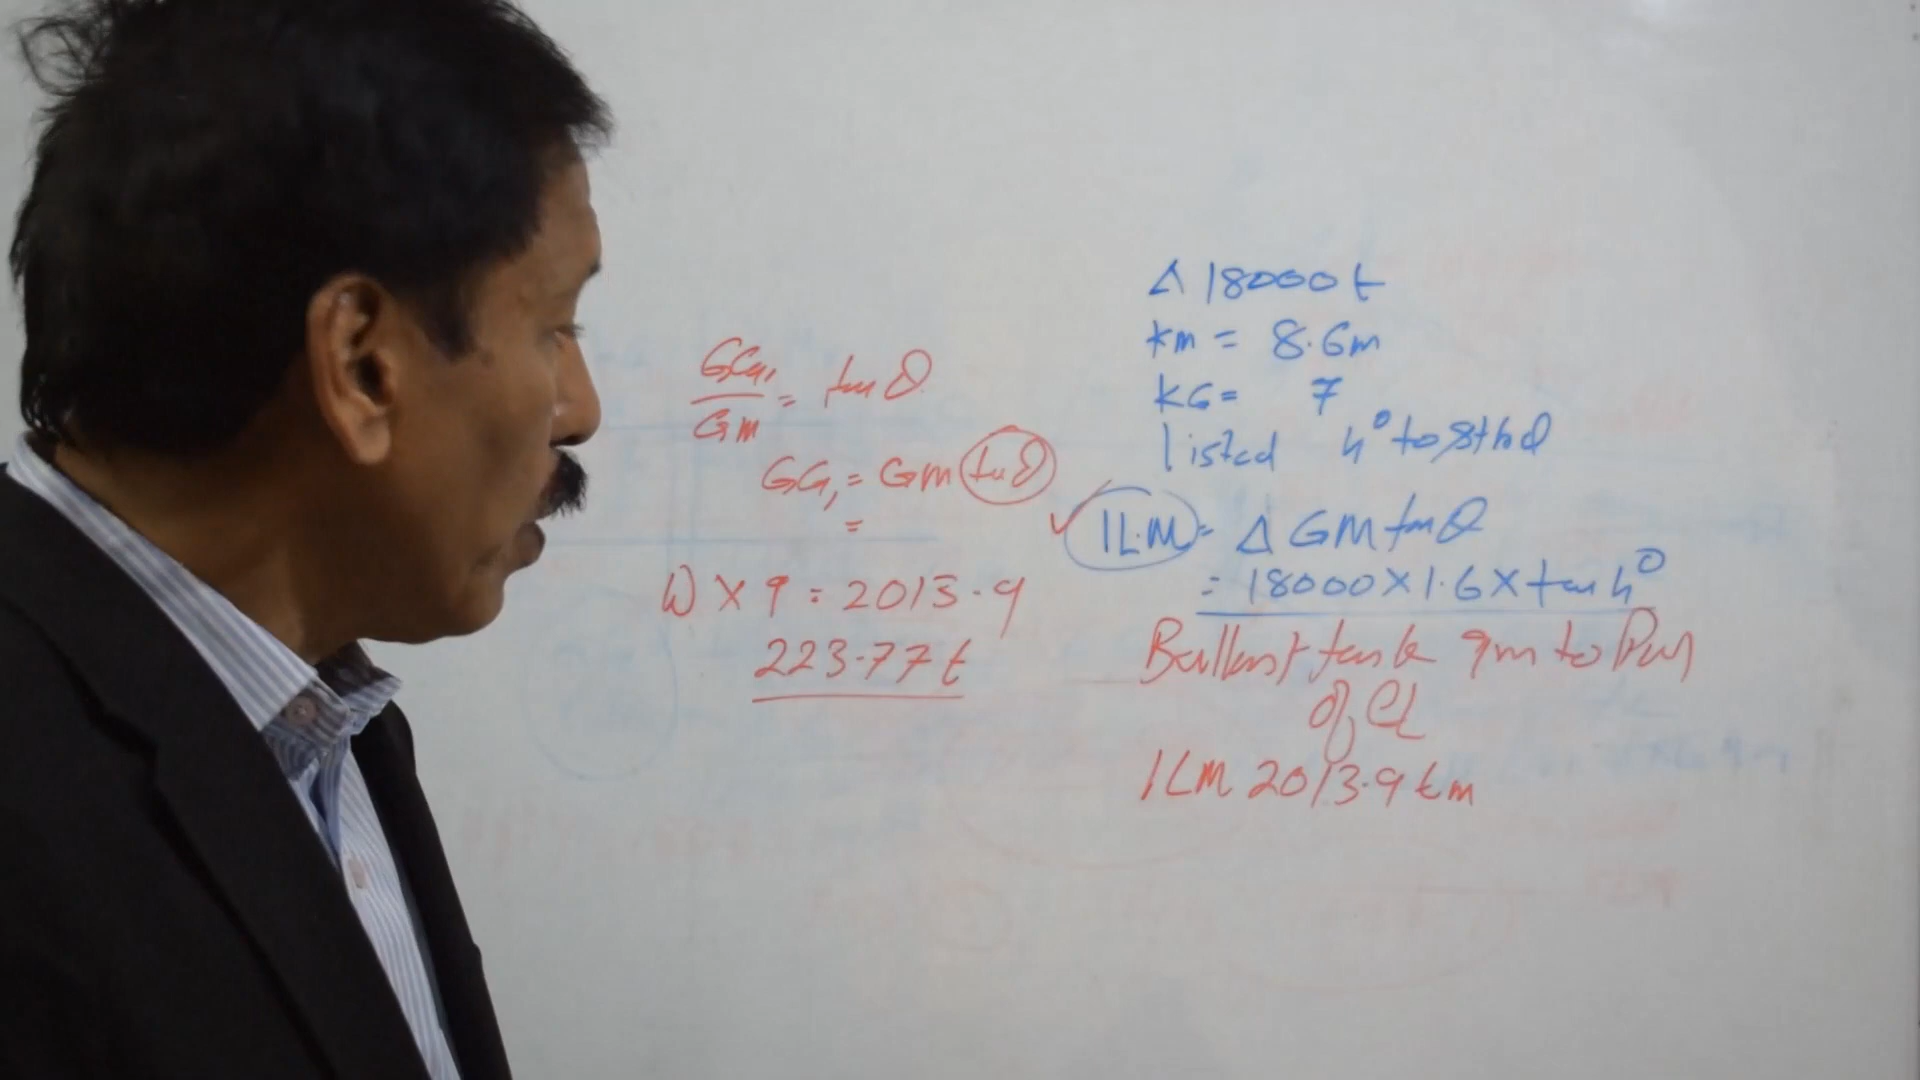 GG₁/GM = tan θ
GG₁ = GM tan θ
=
W X 9 = 2013.9
223.77 t
Δ 18000 t
KM = 8.6m
KG = 7
listed 4° to stbd
ILM = Δ GM tan θ
= 18000 X 1.6 X tan 4°
Ballast tank 9m to Port
of CL
ILM 2013.9 tm